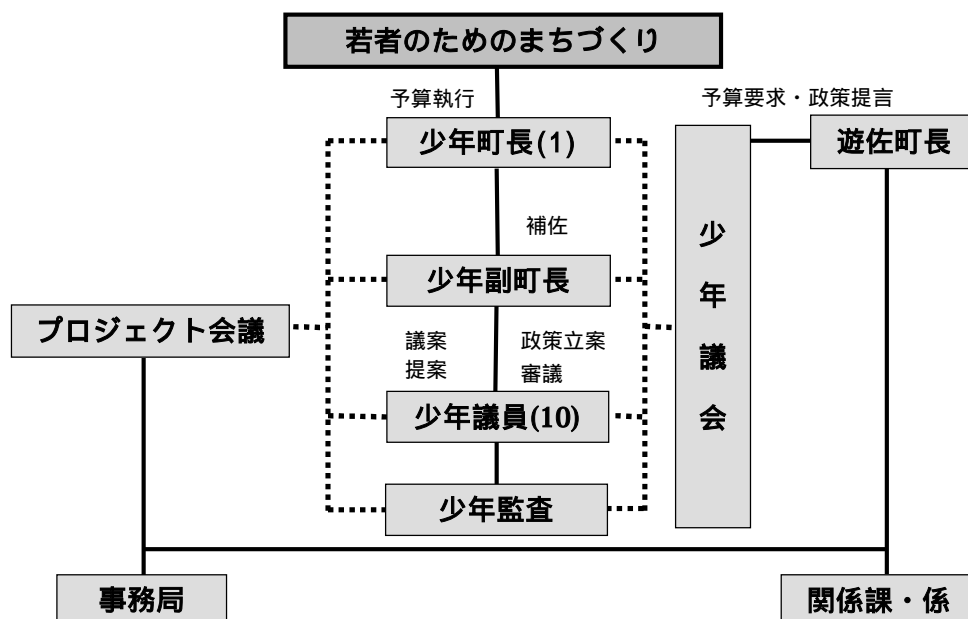 若者のためのまちづくり
予算執行
予算要求・政策提言
少年町長(1)
遊佐町長
補佐
少年議会
少年副町長
プロジェクト会議
議案
提案
政策立案
審議
少年議員(10)
少年監査
事務局
関係課・係